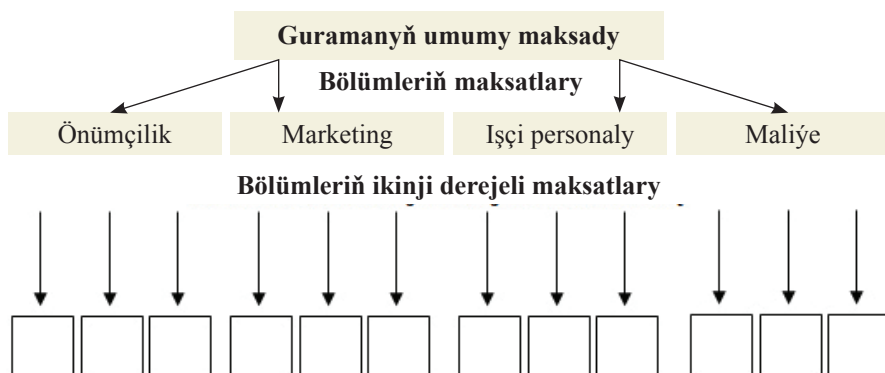 Guramanyň umumy maksady
Bölümleriň maksatlary
Önümçilik
Marketing
Işçi personaly
Maliýe
Bölümleriň ikinji derejeli maksatlary